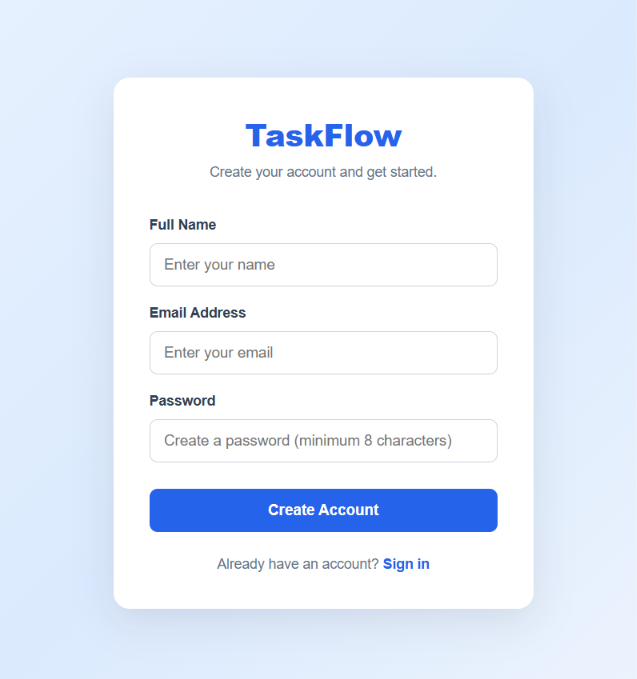 TaskFlow
Create your account and get started.
Full Name
Enter your name
Email Address
Enter your email
Password
Create a password (minimum 8 characters)
Create Account
Already have an account? Sign in